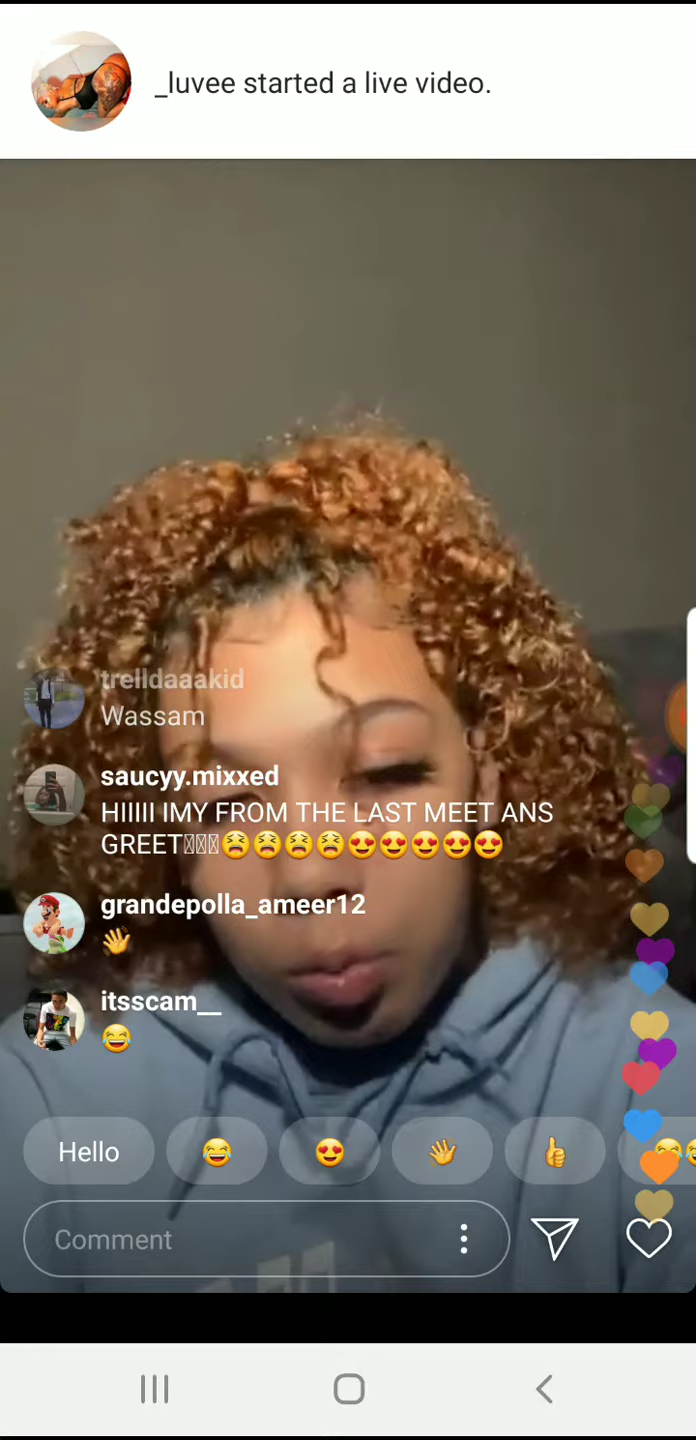 _luvee started a live video.
trelldaaakid
Wassam
saucyy.mixxed
HIIIII IMY FROM THE LAST MEET ANS
GREET😫😫😫😫😍😍😍😍😍
grandepolla_ameer12
👋
itsscam__
😂
Hello 😂 😍 👋 👍 😂
Comment